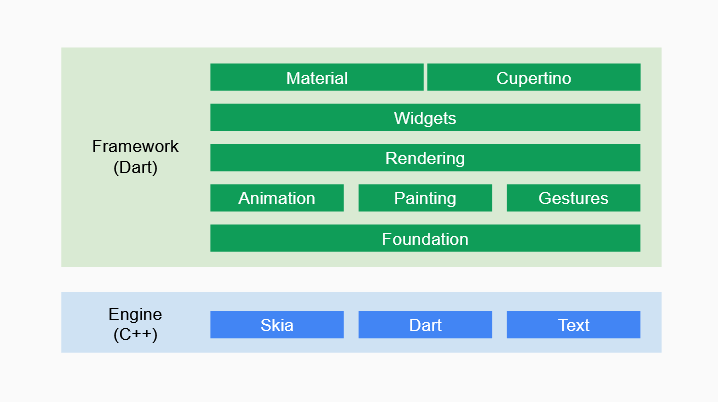 Material
Cupertino
Widgets
Framework
(Dart)
Rendering
Animation
Painting
Gestures
Foundation
Engine
(C++)
Skia
Dart
Text